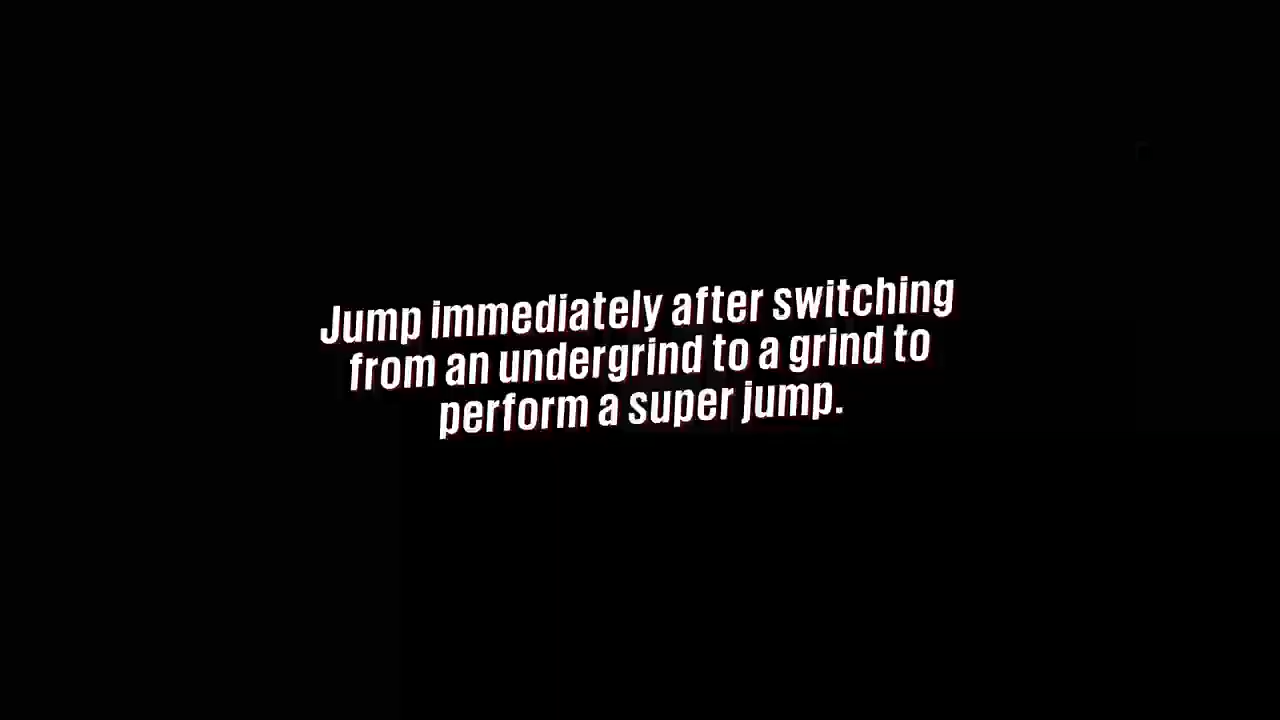 Jump immediately after switching
from an undergrind to a grind to
perform a super jump.